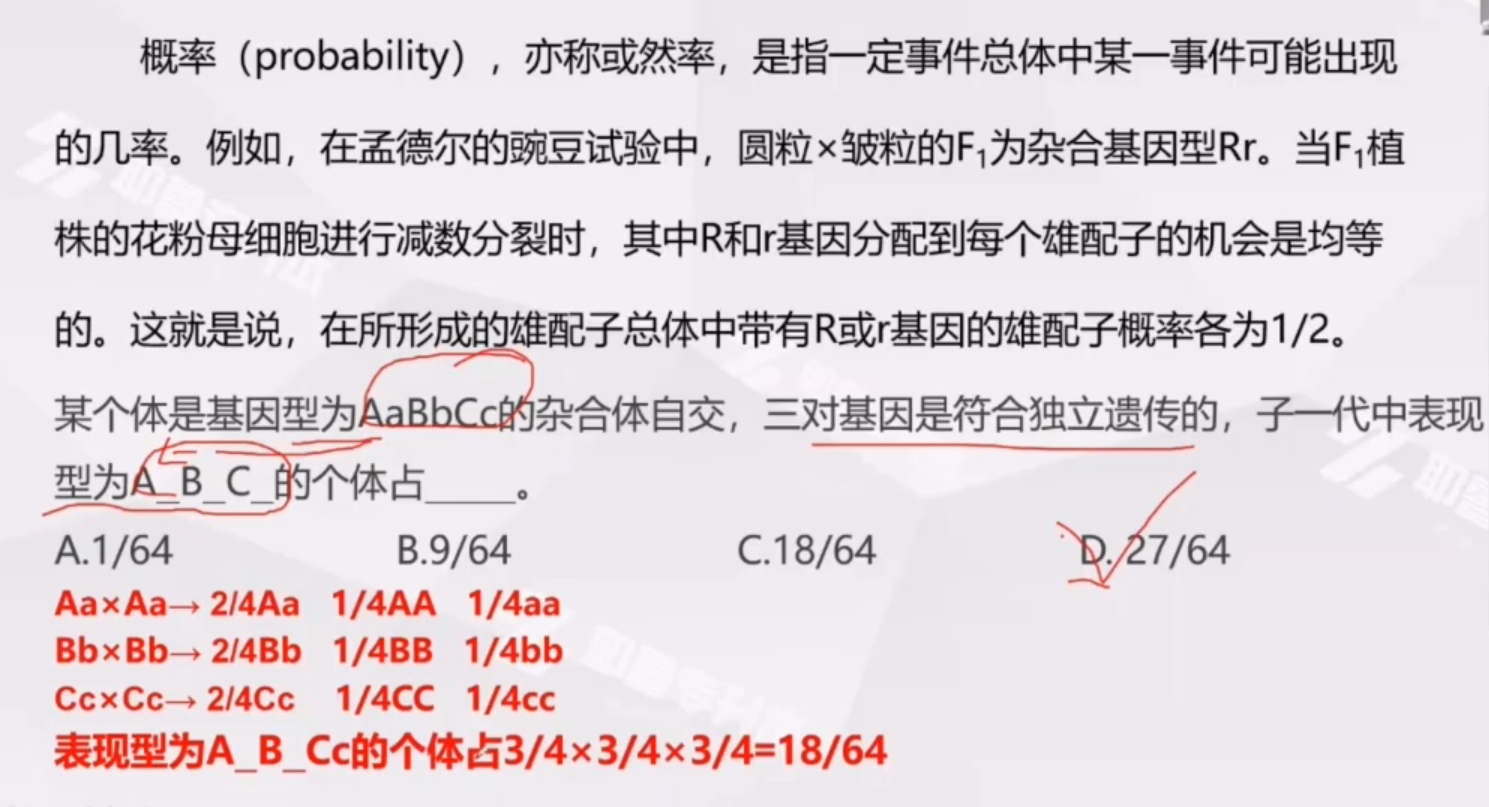 概率（probability），亦称或然率，是指一定事件总体中某一事件可能出现
的几率。例如，在孟德尔的豌豆试验中，圆粒×皱粒的F₁为杂合基因型Rr。当F₁植
株的花粉母细胞进行减数分裂时，其中R和r基因分配到每个雄配子的机会是均等
的。这就是说，在所形成的雄配子总体中带有R或r基因的雄配子概率各为1/2。
某个体是基因型为AaBbCc的杂合体自交，三对基因是符合独立遗传的，子一代中表现
型为A_B_C_的个体占_____。
A.1/64 B.9/64 C.18/64 D.27/64
Aa×Aa→ 2/4Aa 1/4AA 1/4aa
Bb×Bb→ 2/4Bb 1/4BB 1/4bb
Cc×Cc→ 2/4Cc 1/4CC 1/4cc
表现型为A_B_Cc的个体占3/4×3/4×3/4=18/64